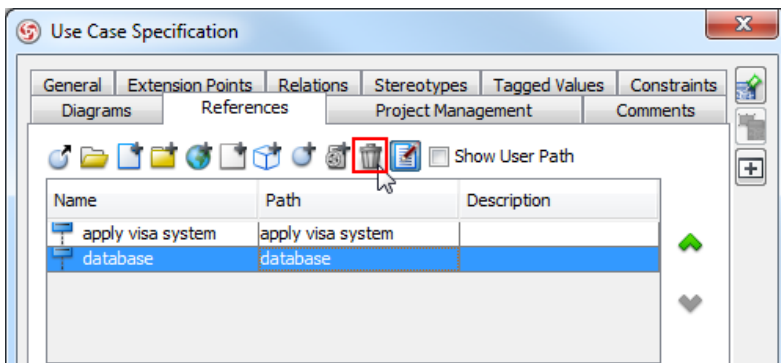 Use Case Specification
General Extension Points Relations Stereotypes Tagged Values Constraints
Diagrams References Project Management Comments
Show User Path
Name Path Description
apply visa system apply visa system
database database